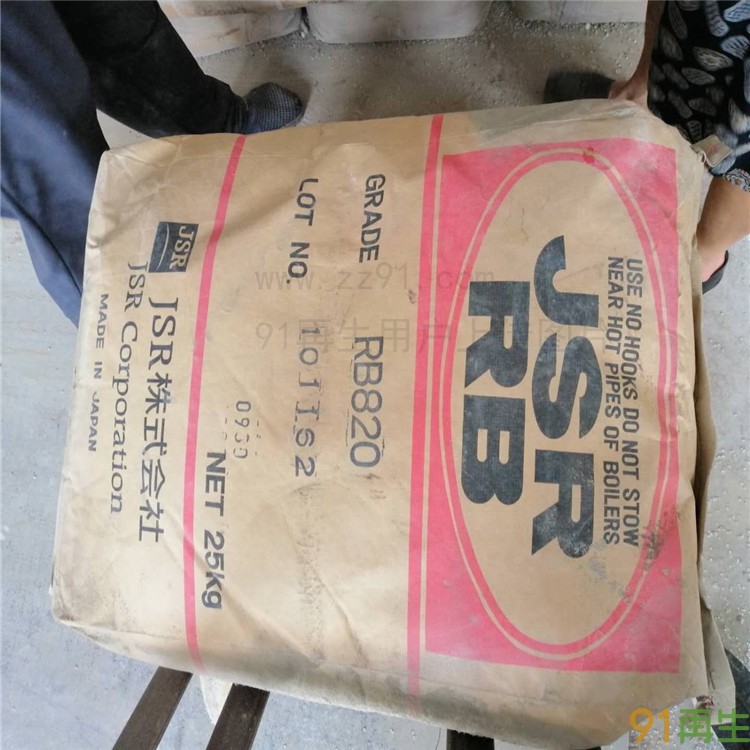 USE NO HOOKS DO NOT STOW
NEAR HOT PIPES OF BOILERS
JSR
RB
GRADE RB820
LOT NO.
NET 25kg
JSR JSR株式会社
JSR Corporation
MADE IN JAPAN
www.zz91.com
91再生